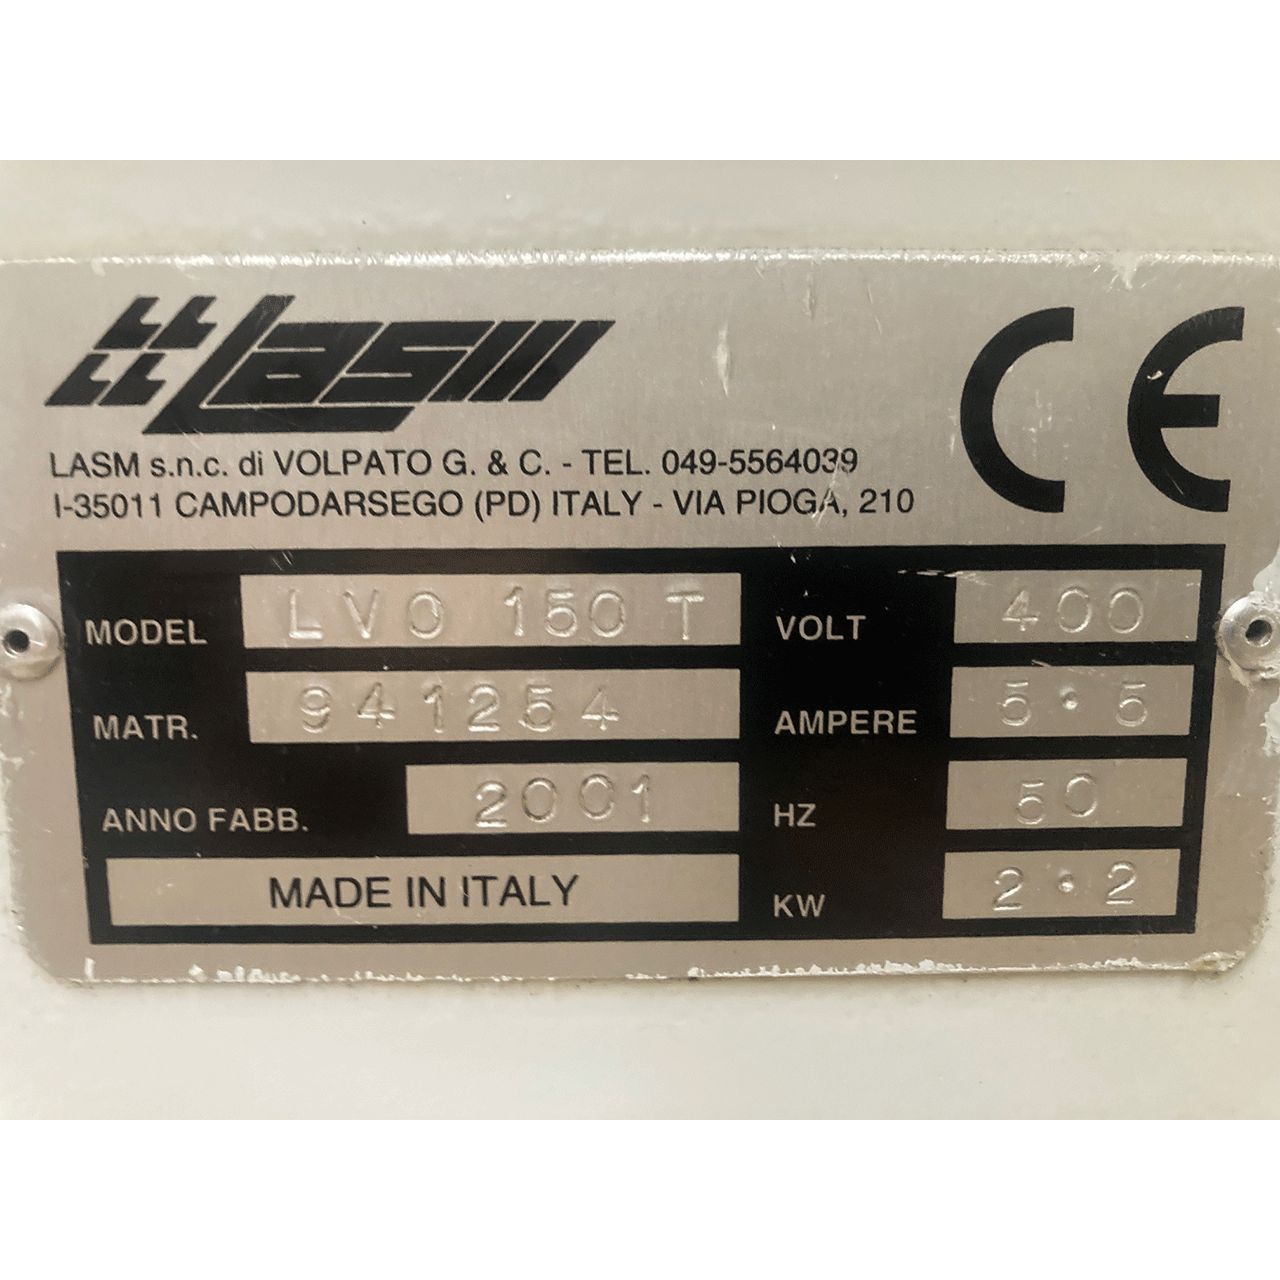 Lasm
CE
LASM s.n.c. di VOLPATO G. & C. - TEL. 049-5564039
I-35011 CAMPODARSEGO (PD) ITALY - VIA PIOGA, 210
MODEL LVO 150 T
VOLT 400
MATR. 941254
AMPERE 5.5
ANNO FABB. 2001
HZ 50
MADE IN ITALY
KW 2.2